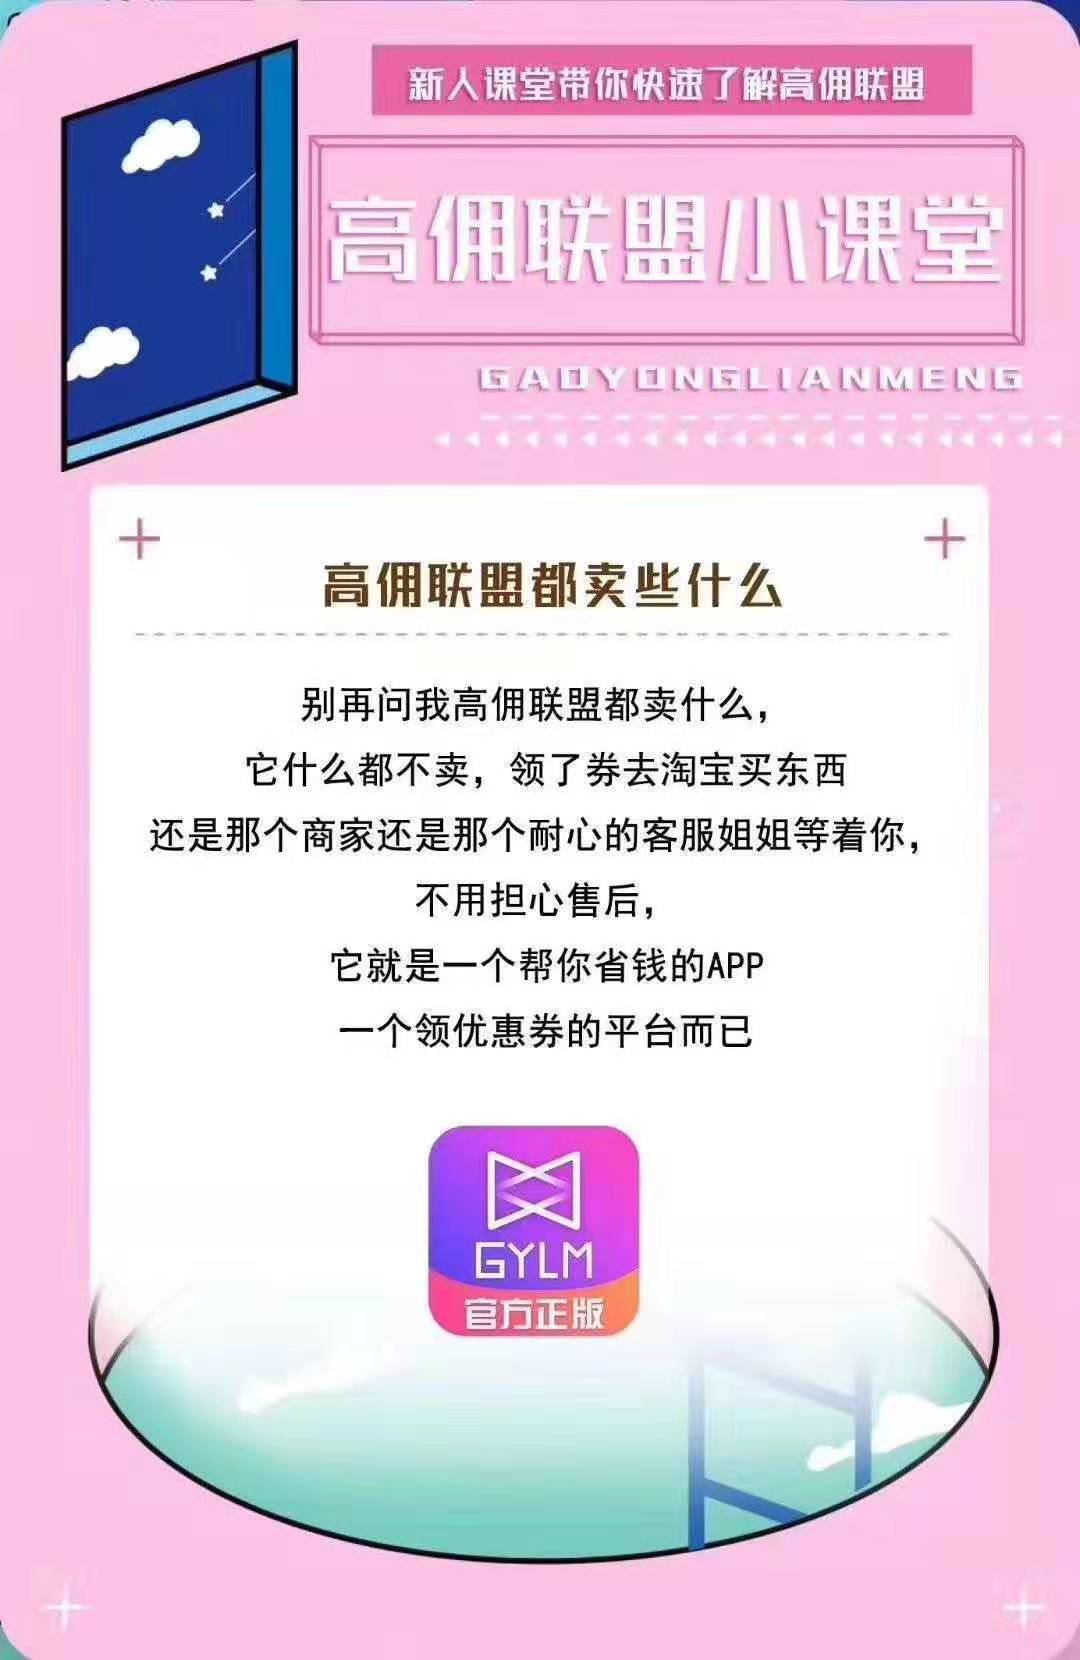 新人课堂带你快速了解高佣联盟
高佣联盟小课堂
GAOYONGLIANMENG
高佣联盟都卖些什么
别再问我高佣联盟都卖什么，
它什么都不卖，领了券去淘宝买东西
还是那个商家还是那个耐心的客服姐姐等着你，
不用担心售后，
它就是一个帮你省钱的APP
一个领优惠券的平台而已
GYLM
官方正版